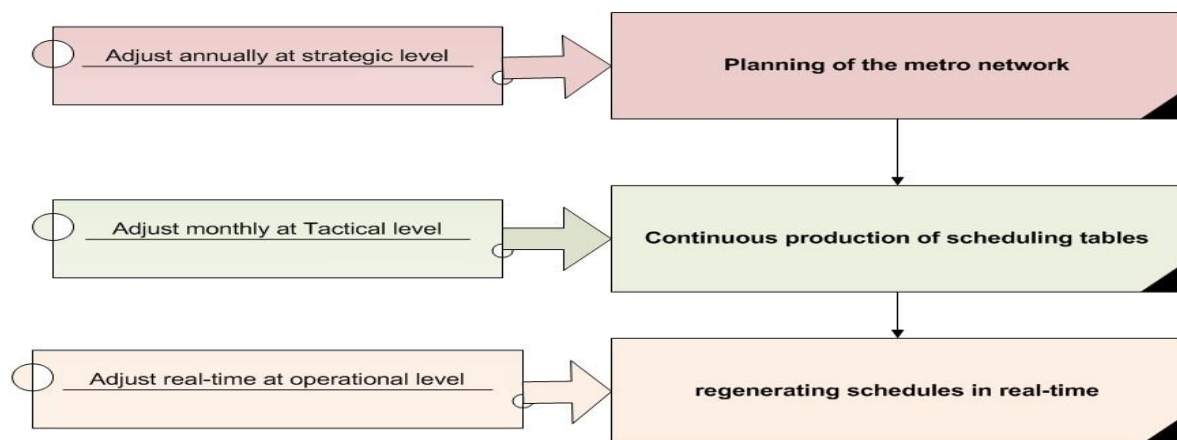 Adjust annually at strategic level
Planning of the metro network
Adjust monthly at Tactical level
Continuous production of scheduling tables
Adjust real-time at operational level
regenerating schedules in real-time